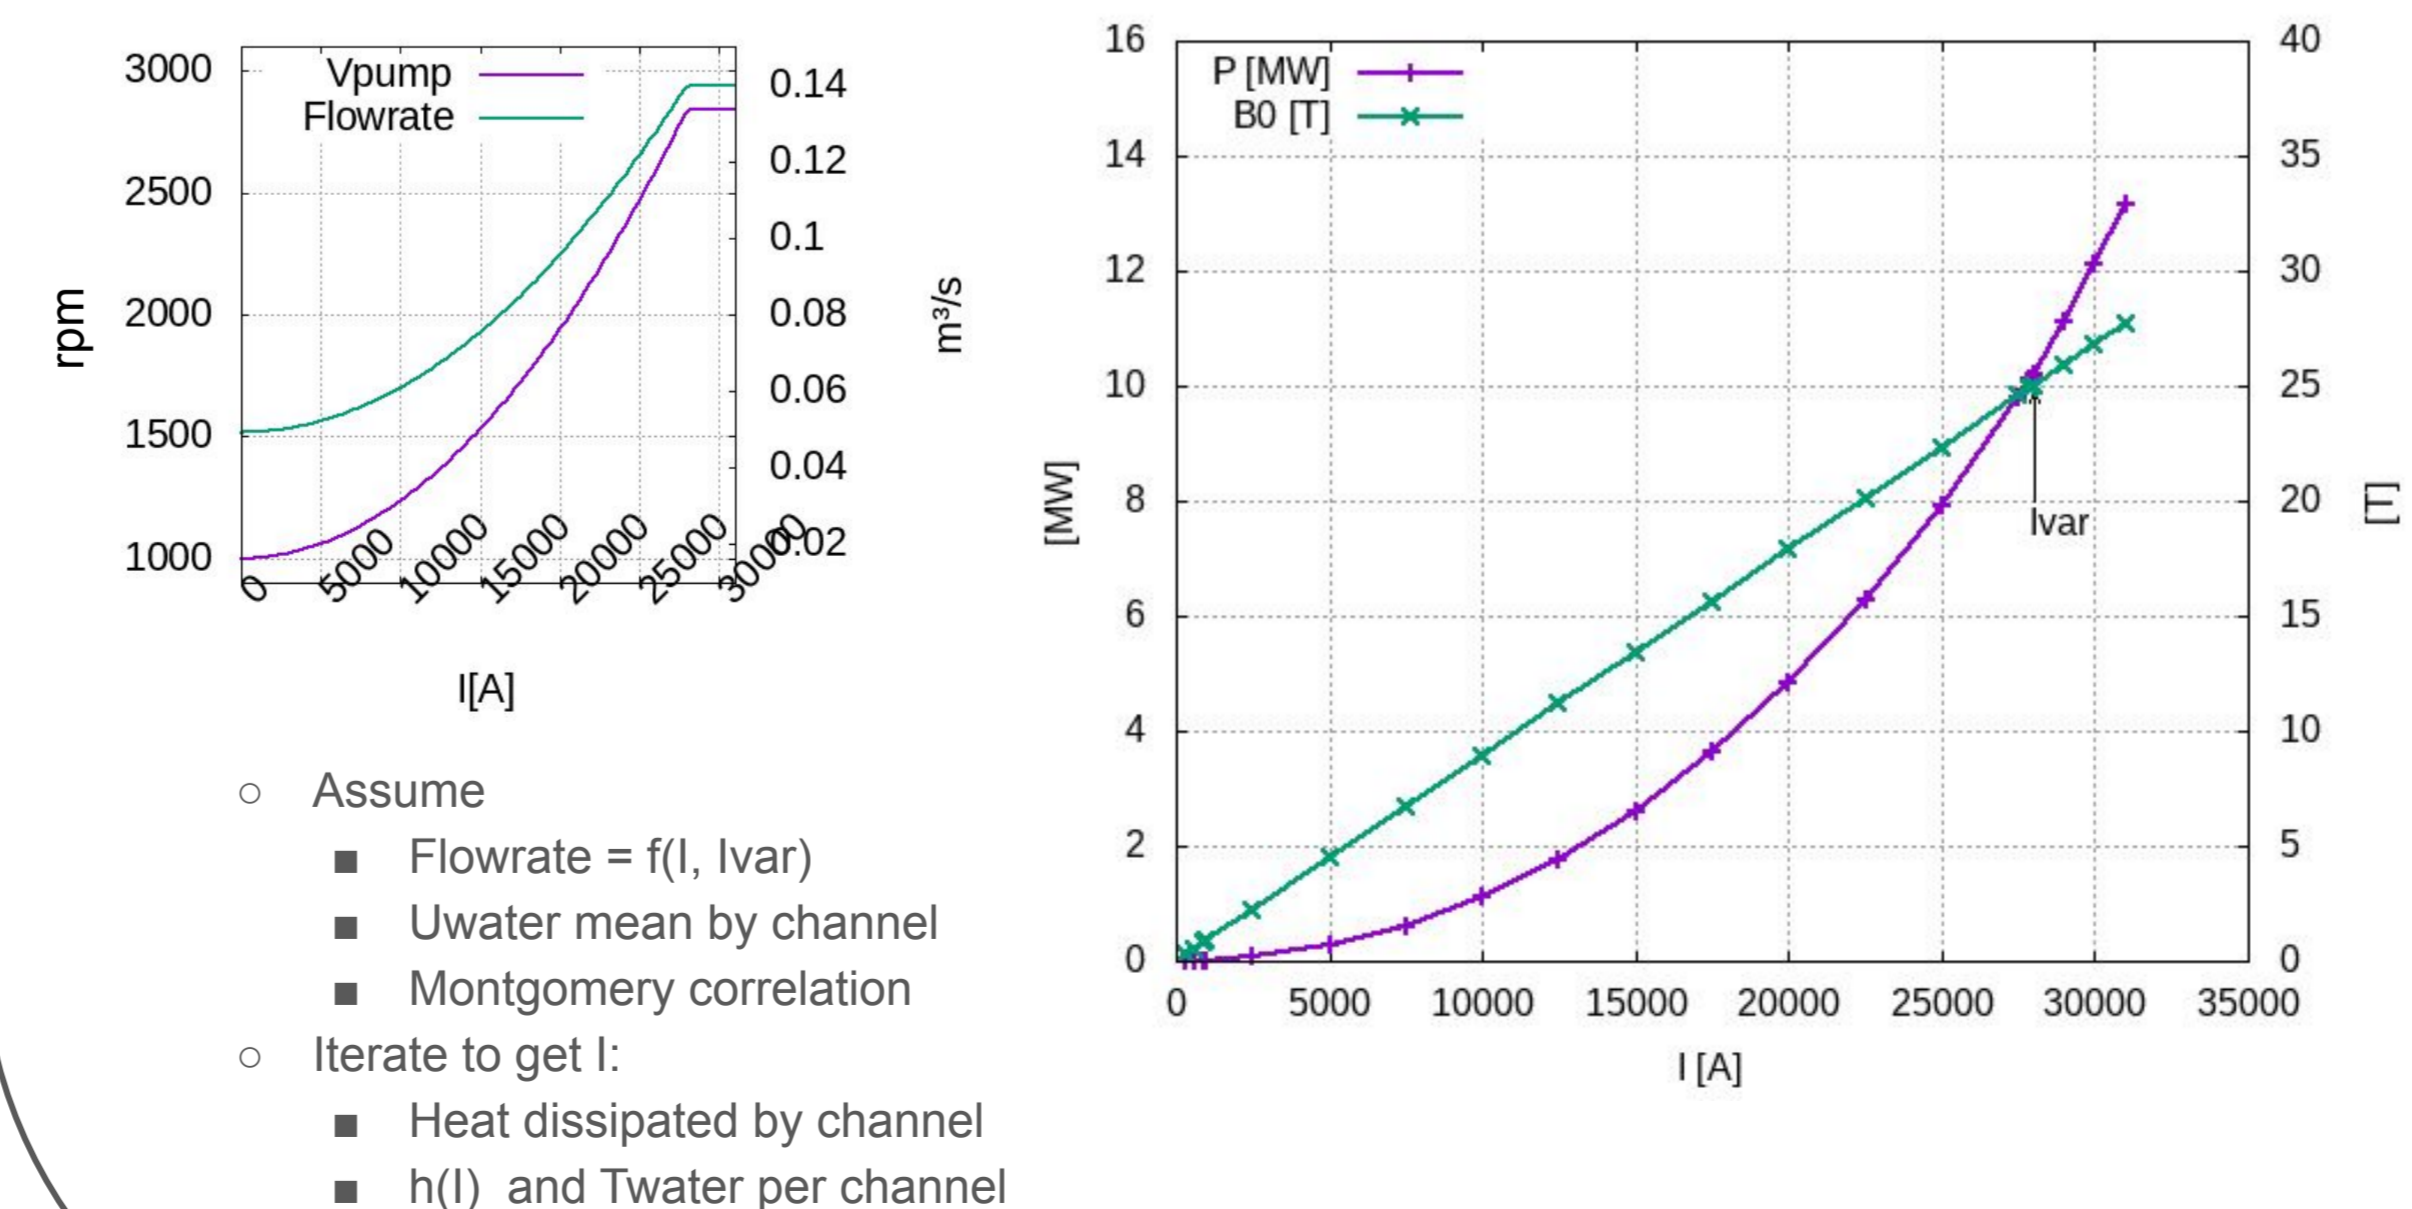 3000
2500
2000
1500
1000
rpm
Vpump
Flowrate
0.14
0.12
0.1
0.08
0.06
0.04
0.02
m³/s
0
5000
10000
15000
20000
25000
30000
I[A]
○ Assume
■ Flowrate = f(I, Ivar)
■ Uwater mean by channel
■ Montgomery correlation
○ Iterate to get I:
■ Heat dissipated by channel
■ h(I) and Twater per channel
16
14
12
10
8
6
4
2
0
[MW]
P [MW]
B0 [T]
Ivar
40
35
30
25
20
15
10
5
0
[T]
0 5000 10000 15000 20000 25000 30000 35000
I [A]